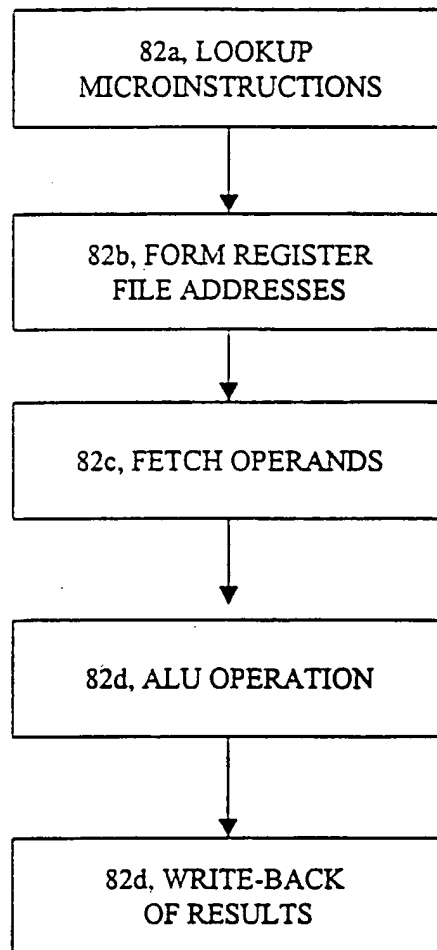 82a, LOOKUP
MICROINSTRUCTIONS
82b, FORM REGISTER
FILE ADDRESSES
82c, FETCH OPERANDS
82d, ALU OPERATION
82d, WRITE-BACK
OF RESULTS